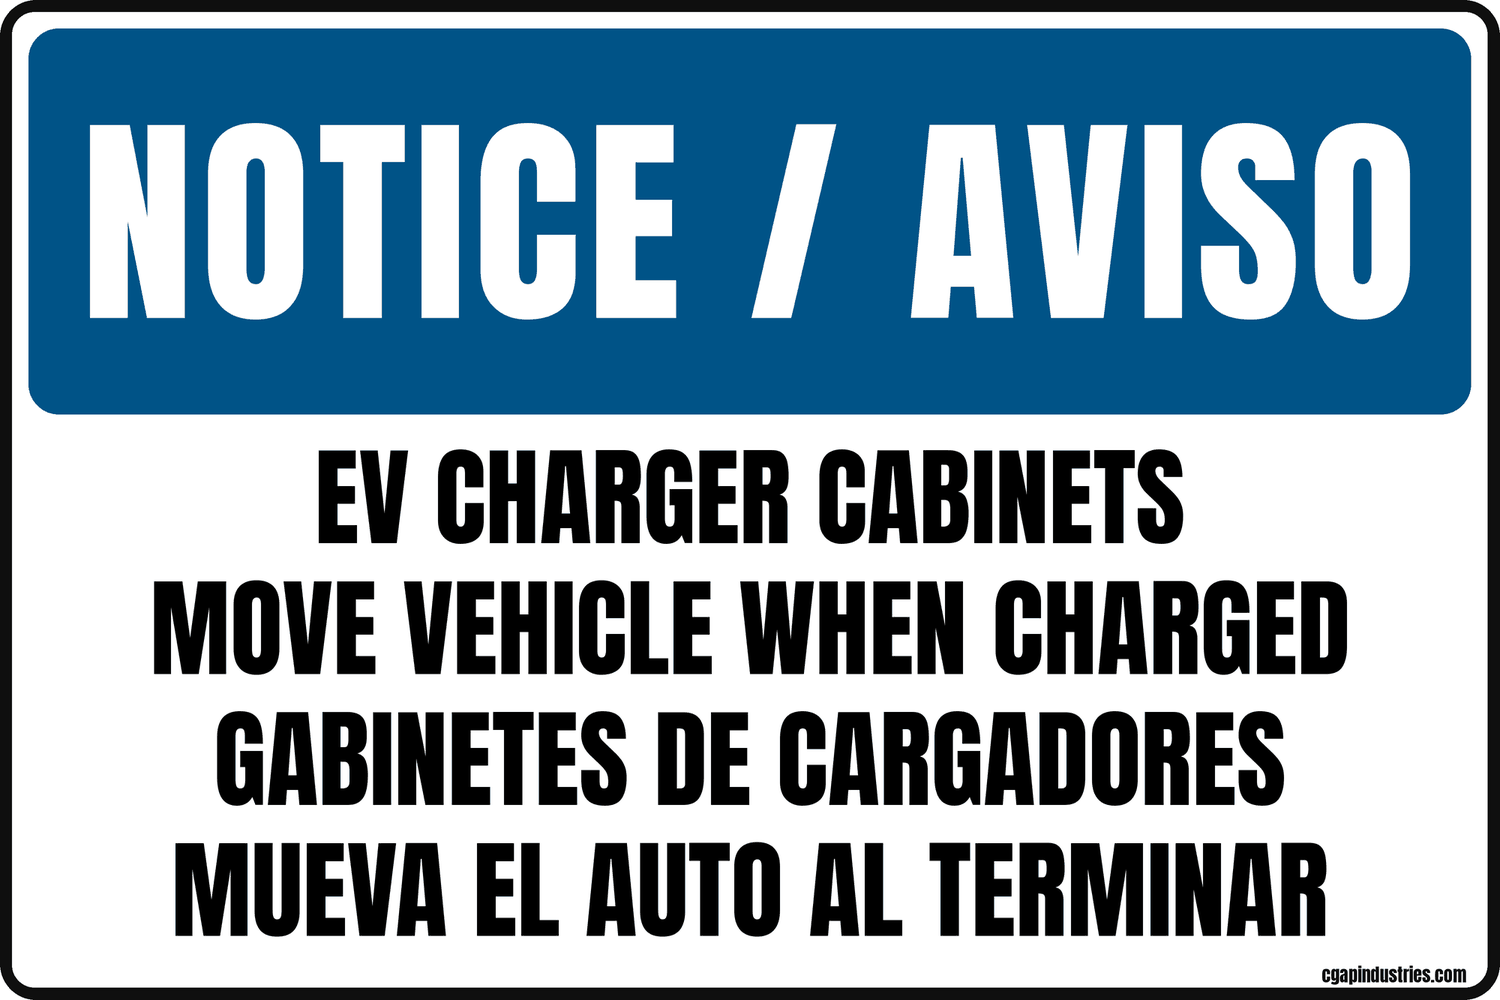 NOTICE / AVISO
EV CHARGER CABINETS
MOVE VEHICLE WHEN CHARGED
GABINETES DE CARGADORES
MUEVA EL AUTO AL TERMINAR
cgapindustries.com